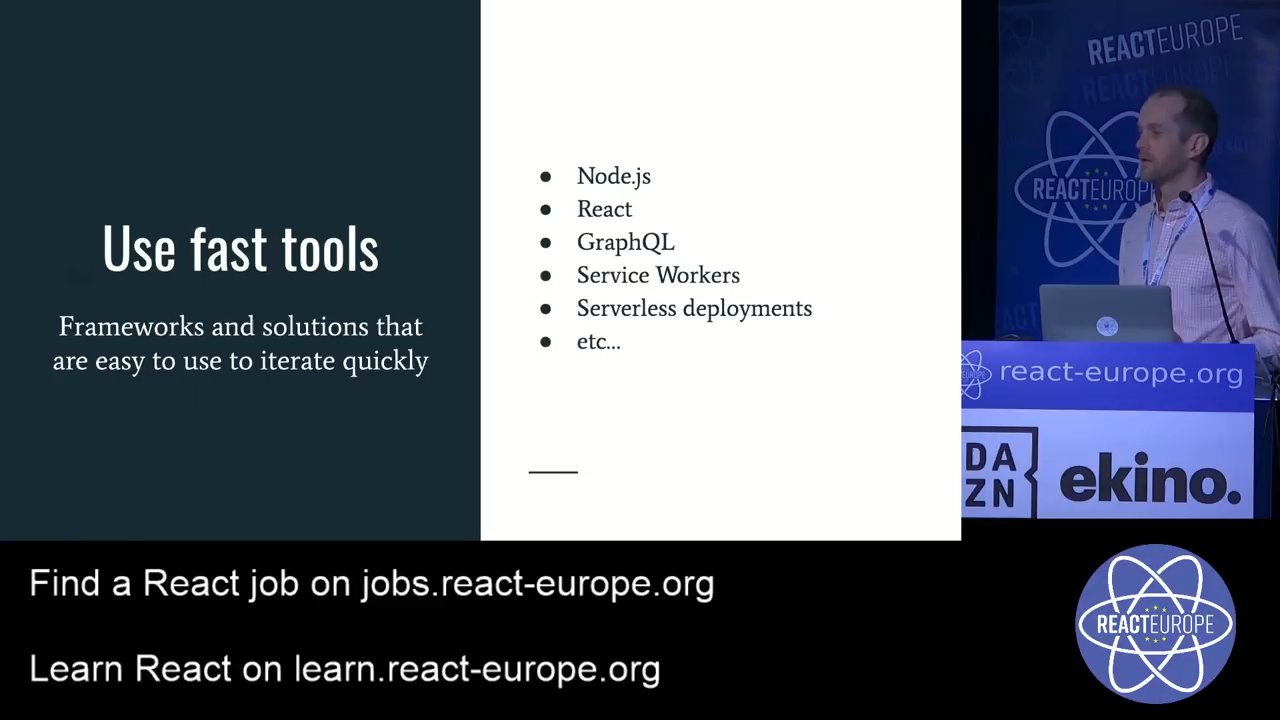 Use fast tools
Frameworks and solutions that
are easy to use to iterate quickly
Node.js
React
GraphQL
Service Workers
Serverless deployments
etc...
REACTEUROPE
REACTEUROPE
REACTEUROP
react-europe.org
DA
ZN
ekino.
Find a React job on jobs.react-europe.org
Learn React on learn.react-europe.org
REACTEUROPE